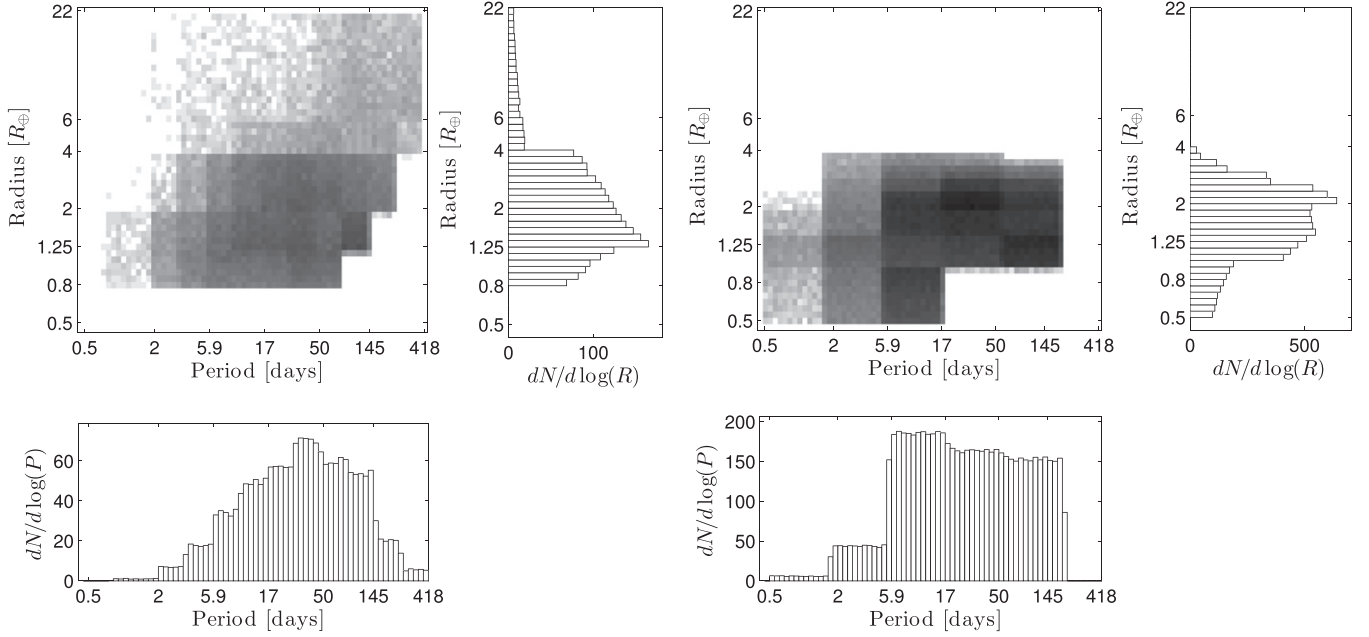 22
6
4
2
1.25
0.8
0.5
Radius [R⊕]
0.5 2 5.9 17 50 145 418
Period [days]
22
6
4
2
1.25
0.8
0.5
Radius [R⊕]
0 100
dN/d log(R)
22
6
4
2
1.25
0.8
0.5
Radius [R⊕]
0.5 2 5.9 17 50 145 418
Period [days]
22
6
4
2
1.25
0.8
0.5
Radius [R⊕]
0 500
dN/d log(R)
60
40
20
0
dN/d log(P)
0.5 2 5.9 17 50 145 418
Period [days]
200
150
100
50
0
dN/d log(P)
0.5 2 5.9 17 50 145 418
Period [days]